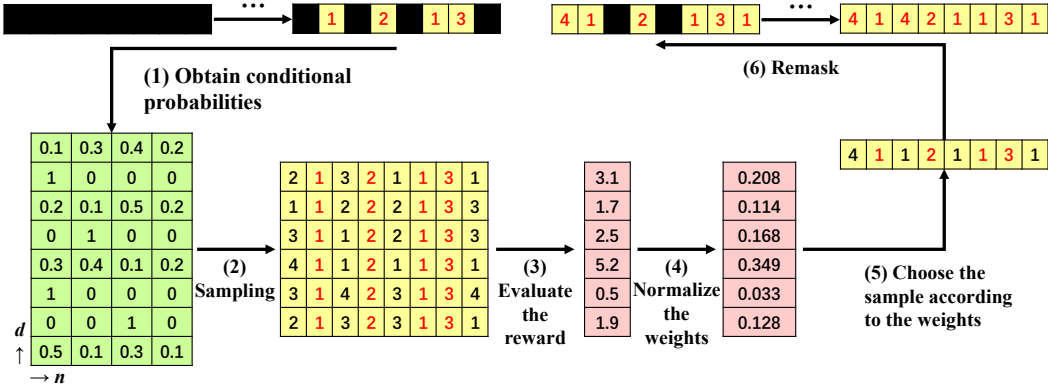 ... ...
1 2 1 3
4 1 2 1 3 1
4 1 4 2 1 1 3 1
(1) Obtain conditional
probabilities
(6) Remask
0.1 0.3 0.4 0.2
1 0 0 0
0.2 0.1 0.5 0.2
0 1 0 0
0.3 0.4 0.1 0.2
1 0 0 0
0 0 1 0
0.5 0.1 0.3 0.1
d
↑
→ n
(2)
Sampling
2 1 3 2 1 1 3 1
1 1 2 2 2 1 3 3
3 1 1 2 2 1 3 3
4 1 1 2 1 1 3 1
3 1 4 2 3 1 3 4
2 1 3 2 3 1 3 1
(3)
Evaluate
the
reward
3.1
1.7
2.5
5.2
0.5
1.9
(4)
Normalize
the
weights
0.208
0.114
0.168
0.349
0.033
0.128
4 1 1 2 1 1 3 1
(5) Choose the
sample according
to the weights